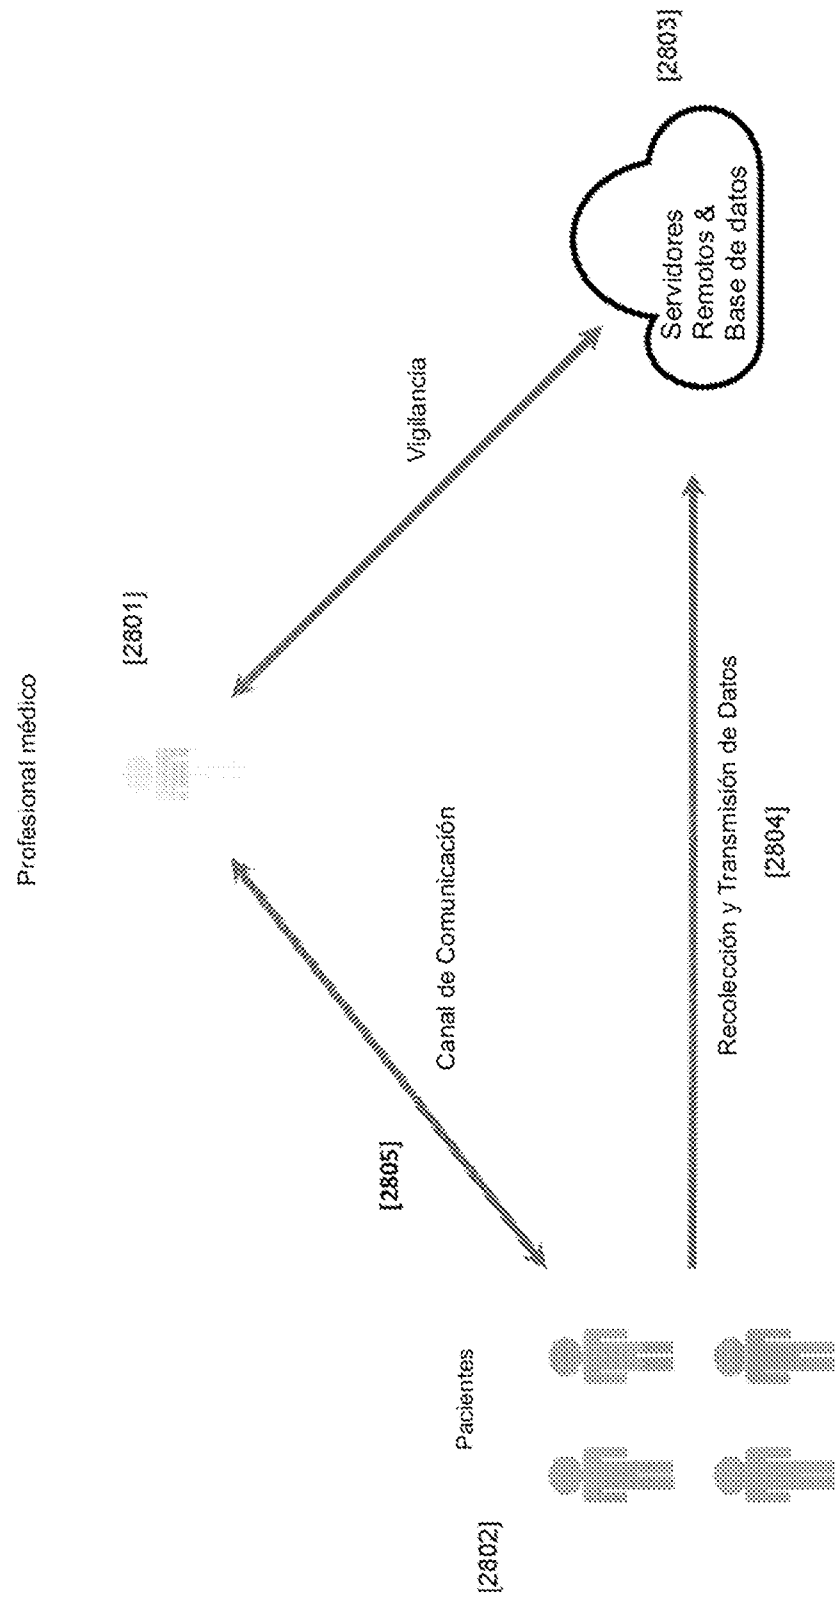 Profesional médico
[2801]
[2805]
Canal de Comunicación
Vigilancia
[2802]
Pacientes
[2803]
Servidores
Remotos &
Base de datos
Recolección y Transmisión de Datos
[2804]